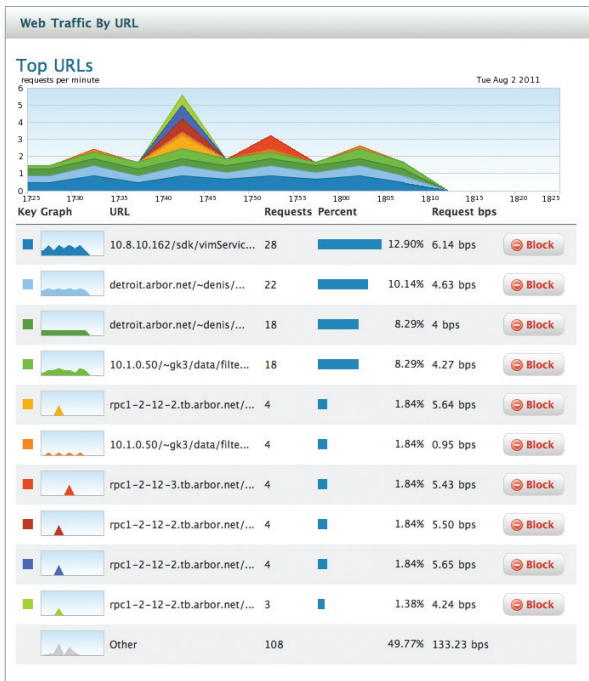 Web Traffic By URL
Top URLs
requests per minute
Tue Aug 2 2011
6
5
4
3
2
1
0
1725 1730 1735 1740 1745 1750 1755 1800 1805 1810 1815 1820 1825
Key Graph URL Requests Percent Request bps
10.8.10.162/sdk/vimServic... 28 12.90% 6.14 bps Block
detroit.arbor.net/~denis/... 22 10.14% 4.63 bps Block
detroit.arbor.net/~denis/... 18 8.29% 4 bps Block
10.1.0.50/~gk3/data/filte... 18 8.29% 4.27 bps Block
rpc1-2-12-2.tb.arbor.net/... 4 1.84% 5.64 bps Block
10.1.0.50/~gk3/data/filte... 4 1.84% 0.95 bps Block
rpc1-2-12-3.tb.arbor.net/... 4 1.84% 5.43 bps Block
rpc1-2-12-2.tb.arbor.net/... 4 1.84% 5.50 bps Block
rpc1-2-12-2.tb.arbor.net/... 4 1.84% 5.65 bps Block
rpc1-2-12-2.tb.arbor.net/... 3 1.38% 4.24 bps Block
Other 108 49.77% 133.23 bps